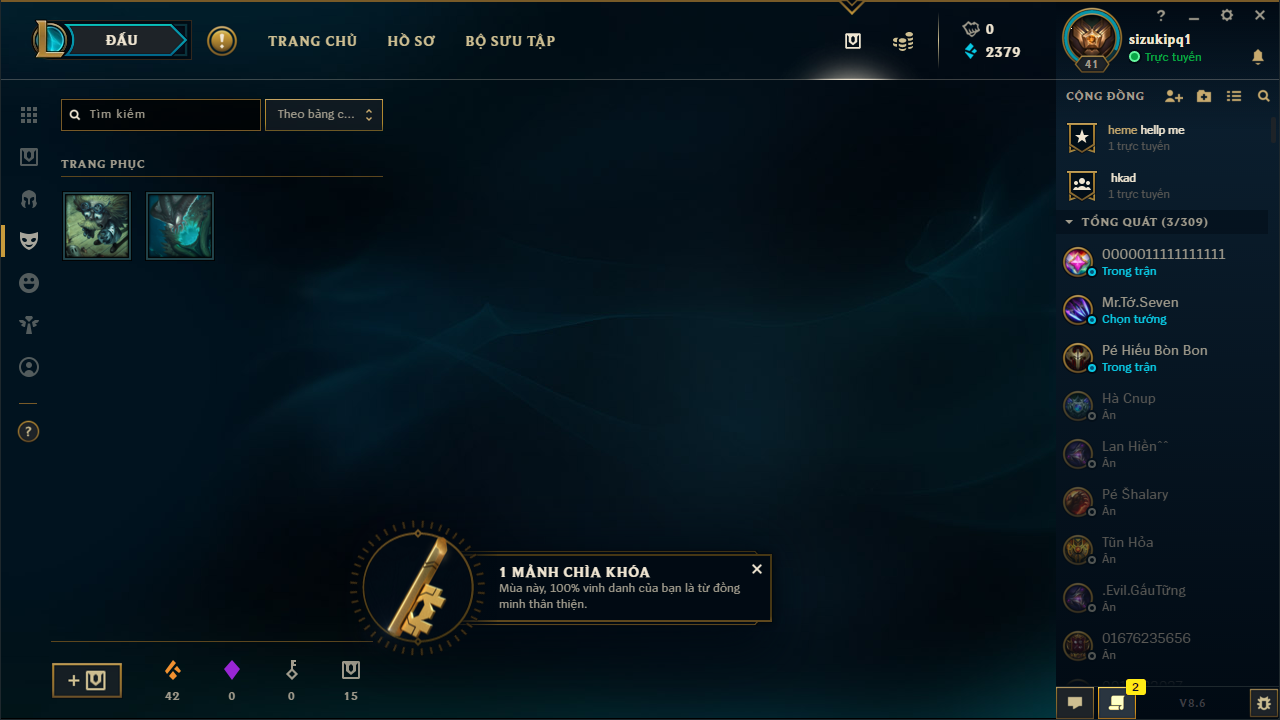 ĐẤU
TRANG CHỦ
HỒ SƠ
BỘ SƯU TẬP
0
2379
41
sizukipq1
Trực tuyến
Tìm kiếm
Theo bảng c...
TRANG PHỤC
1 MẢNH CHÌA KHÓA
Mùa này, 100% vinh danh của bạn là từ đồng
minh thân thiện.
42
0
0
15
CỘNG ĐỒNG
heme hellp me
1 trực tuyến
hkad
1 trực tuyến
TỔNG QUÁT (3/309)
0000011111111111
Trong trận
Mr.Tớ.Seven
Chọn tướng
Pé Hiếu Bòn Bon
Trong trận
Hà Cnup
Ẩn
Lan Hiền^^
Ẩn
Pé Šhalary
Ẩn
Tũn Hỏa
Ẩn
.Evil.GấuTững
Ẩn
01676235656
Ẩn
2
V8.6